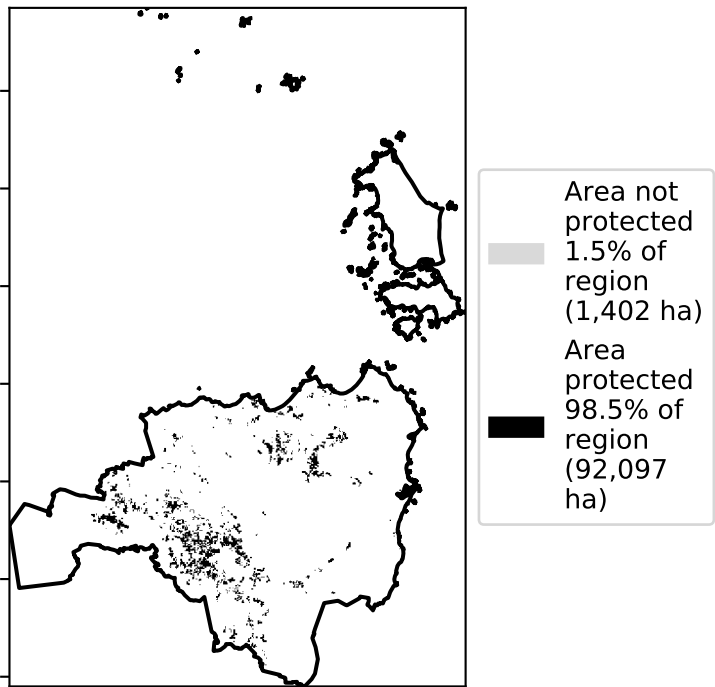 Area not
protected
1.5% of
region
(1,402 ha)
Area
protected
98.5% of
region
(92,097
ha)